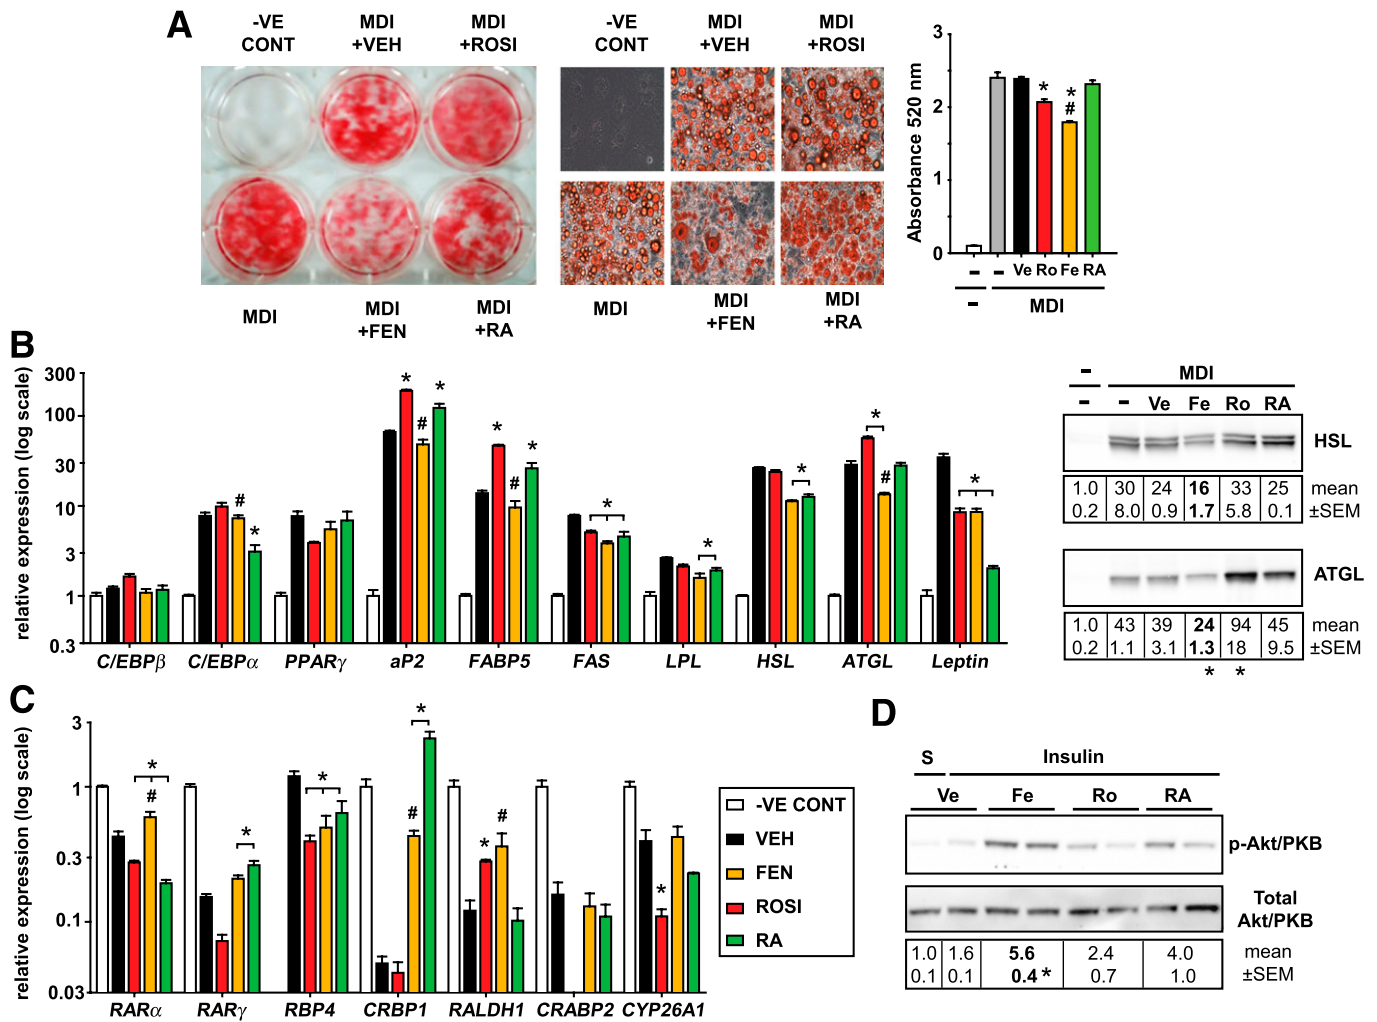 A
-VE CONT
MDI +VEH
MDI +ROSI
-VE CONT
MDI +VEH
MDI +ROSI
MDI
MDI +FEN
MDI +RA
MDI
MDI +FEN
MDI +RA
Absorbance 520 nm
3
2
1
0
* * #
- - Ve Ro Fe RA
- MDI
B
relative expression (log scale)
300
100
30
10
3
1
0.3
# * * # * * # * * * * * # *
C/EBPβ C/EBPα PPARγ aP2 FABP5 FAS LPL HSL ATGL Leptin
- MDI
- - Ve Fe Ro RA
HSL
1.0 30 24 16 33 25 mean
0.2 8.0 0.9 1.7 5.8 0.1 ±SEM
ATGL
1.0 43 39 24 94 45 mean
0.2 1.1 3.1 1.3 18 9.5 ±SEM
* *
C
relative expression (log scale)
3
1
0.3
0.1
0.03
* # * * # * * # *
RARα RARγ RBP4 CRBP1 RALDH1 CRABP2 CYP26A1
-VE CONT
VEH
FEN
ROSI
RA
D
S Insulin
Ve Fe Ro RA
p-Akt/PKB
Total Akt/PKB
1.0 1.6 5.6 2.4 4.0 mean
0.1 0.1 0.4 * 0.7 1.0 ±SEM